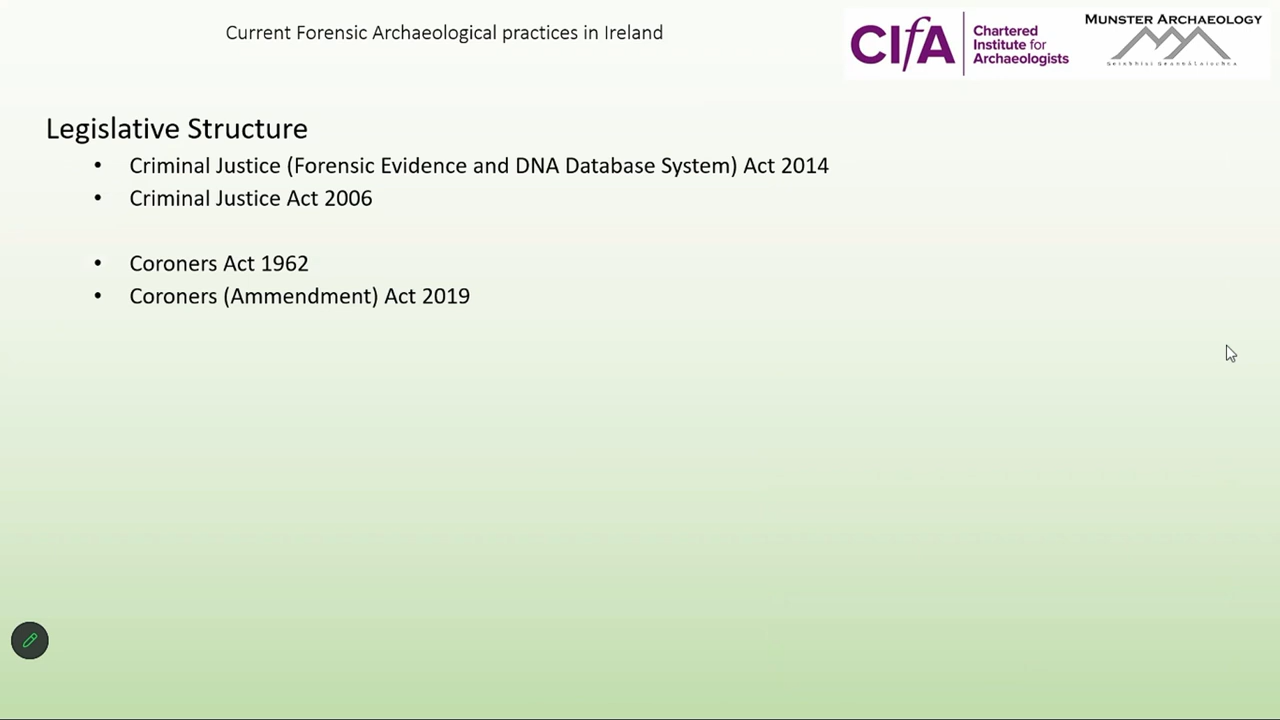 Current Forensic Archaeological practices in Ireland
CIfA
Chartered
Institute for
Archaeologists
MUNSTER ARCHAEOLOGY
Legislative Structure
• Criminal Justice (Forensic Evidence and DNA Database System) Act 2014
• Criminal Justice Act 2006
• Coroners Act 1962
• Coroners (Ammendment) Act 2019